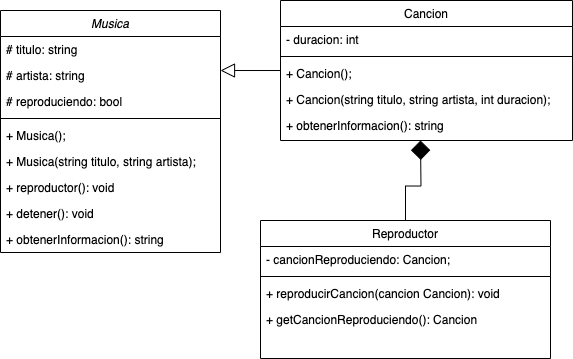 Musica
# titulo: string
# artista: string
# reproduciendo: bool
+ Musica();
+ Musica(string titulo, string artista);
+ reproductor(): void
+ detener(): void
+ obtenerInformacion(): string
Cancion
- duracion: int
+ Cancion();
+ Cancion(string titulo, string artista, int duracion);
+ obtenerInformacion(): string
Reproductor
- cancionReproduciendo: Cancion;
+ reproducirCancion(cancion Cancion): void
+ getCancionReproduciendo(): Cancion